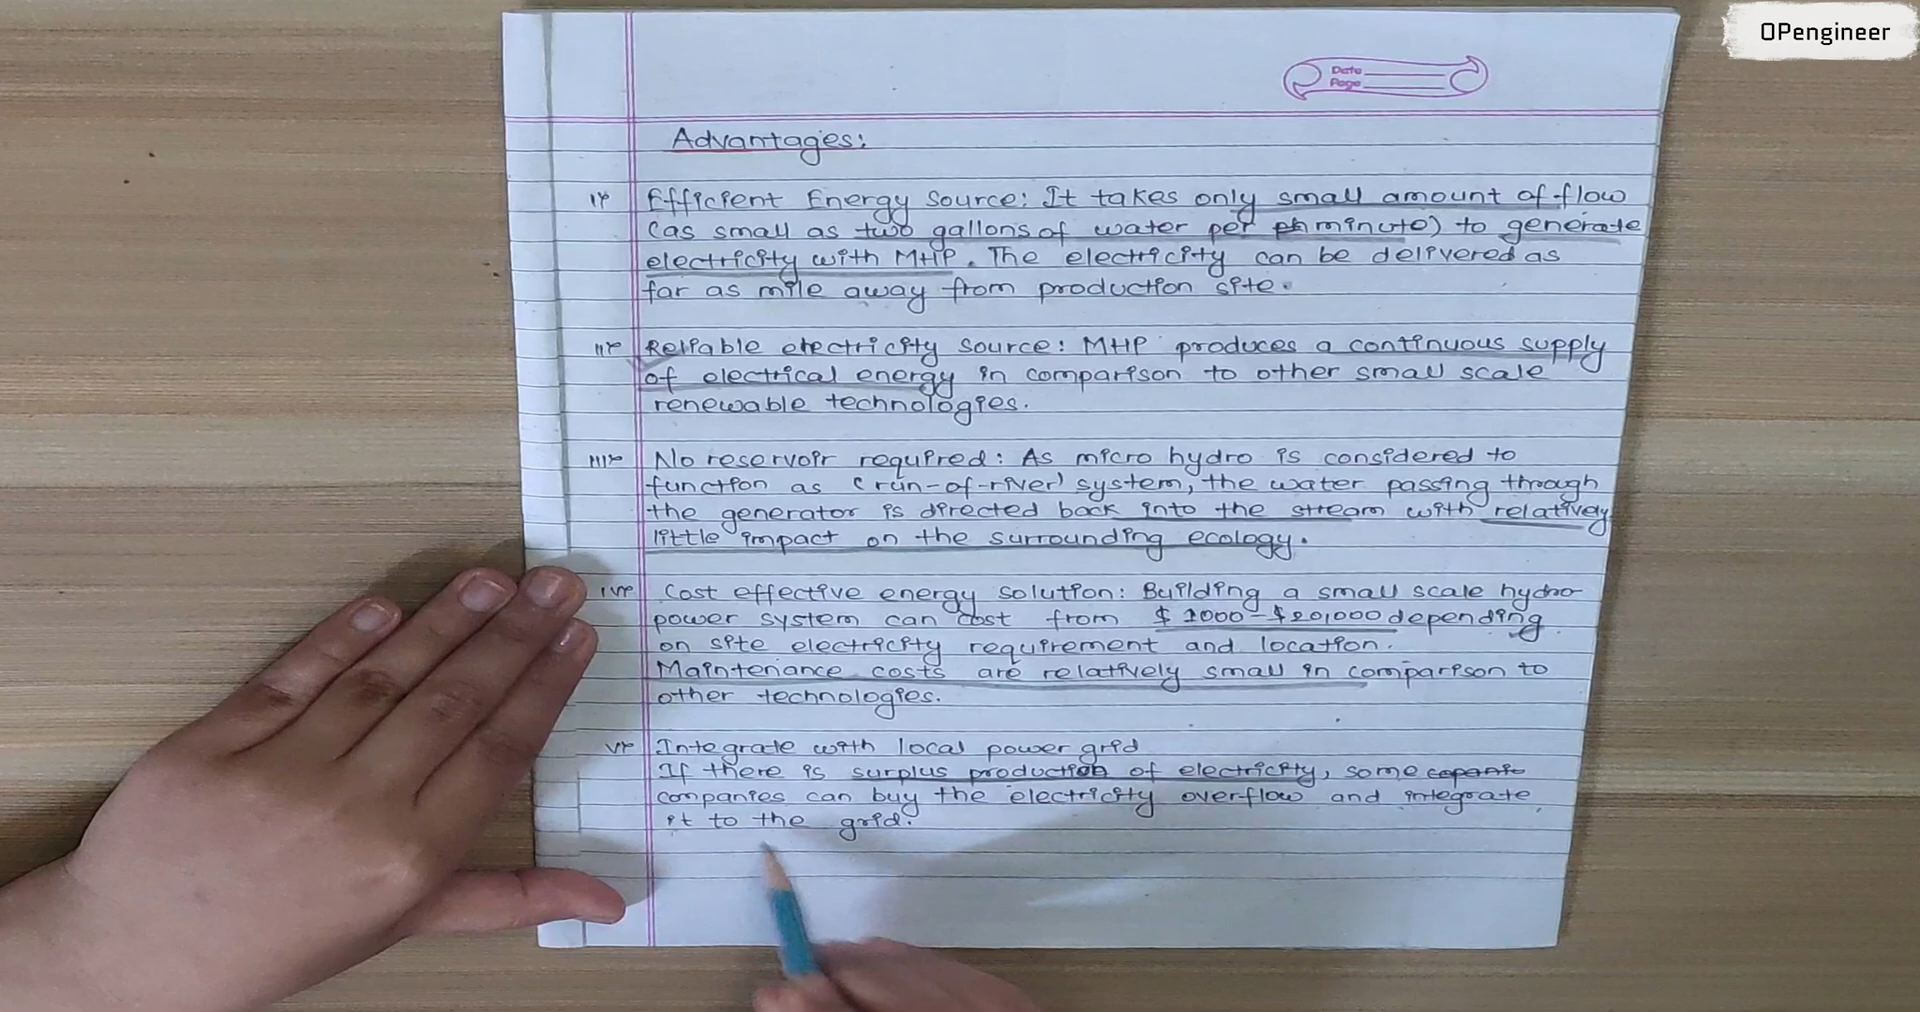 OPengineer
Date
Page
Advantages:
i) Efficient Energy Source: It takes only small amount of flow
(as small as two gallons of water per minute) to generate
electricity with MHP. The electricity can be delivered as
far as mile away from production site.
ii) Reliable electricity source: MHP produces a continuous supply
of electrical energy in comparison to other small scale
renewable technologies.
iii) No reservoir required: As micro hydro is considered to
function as 'run-of-river' system, the water passing through
the generator is directed back into the stream with relatively
little impact on the surrounding ecology.
iv) Cost effective energy solution: Building a small scale hydro
power system can cost from $ 1000 - $20,000 depending
on site electricity requirement and location.
Maintenance costs are relatively small in comparison to
other technologies.
v) Integrate with local power grid
If there is surplus production of electricity, some
companies can buy the electricity overflow and integrate
it to the grid.